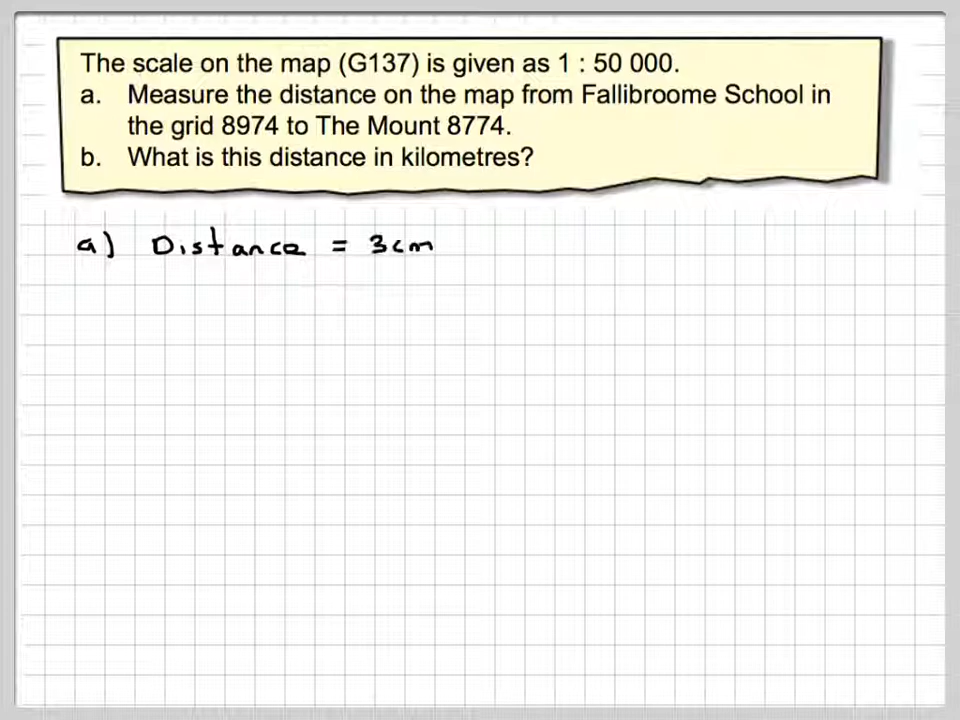 The scale on the map (G137) is given as 1 : 50 000.
a. Measure the distance on the map from Fallibroome School in
the grid 8974 to The Mount 8774.
b. What is this distance in kilometres?
a) Distance = 3cm